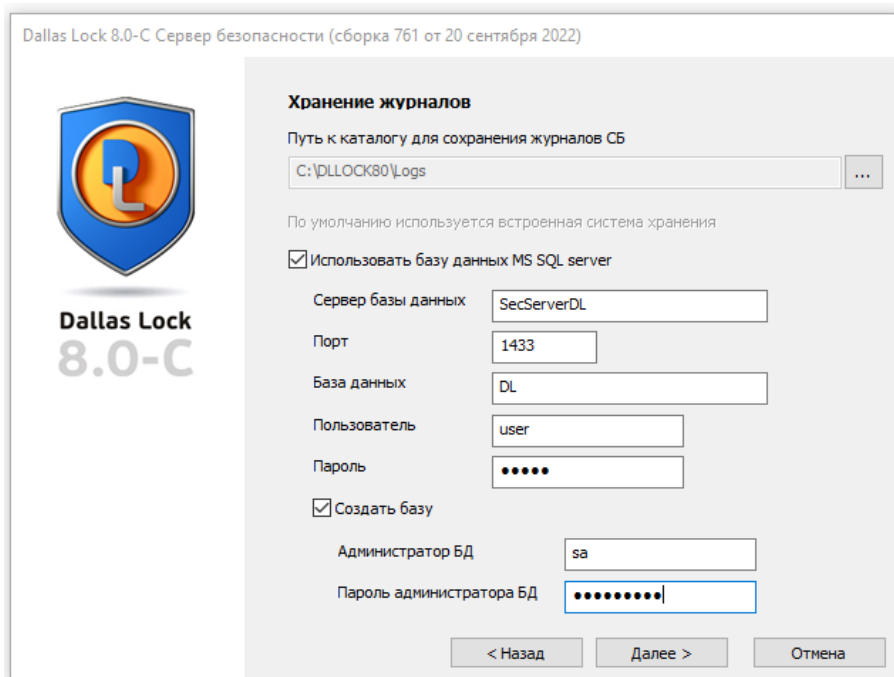 Dallas Lock 8.0-C Сервер безопасности (сборка 761 от 20 сентября 2022)
DL
Dallas Lock
8.0-C
Хранение журналов
Путь к каталогу для сохранения журналов СБ
C:\DLLOCK80\Logs
...
По умолчанию используется встроенная система хранения
Использовать базу данных MS SQL server
Сервер базы данных SecServerDL
Порт 1433
База данных DL
Пользователь user
Пароль •••••
Создать базу
Администратор БД sa
Пароль администратора БД •••••••••
< Назад Далее > Отмена